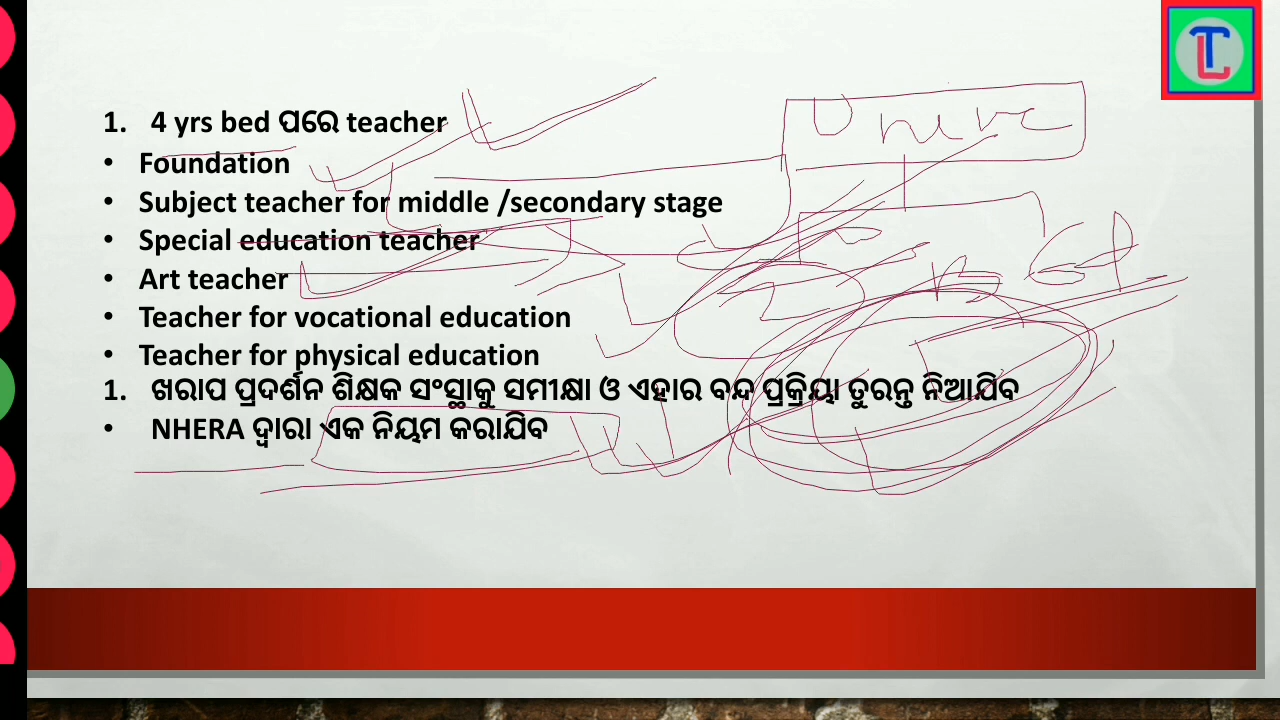 1. 4 yrs bed ପରେ teacher
• Foundation
• Subject teacher for middle /secondary stage
• Special education teacher
• Art teacher
• Teacher for vocational education
• Teacher for physical education
1. ଖରାପ ପ୍ରଦର୍ଶନ ଶିକ୍ଷକ ସଂସ୍ଥାକୁ ସମୀକ୍ଷା ଓ ଏହାର ବନ୍ଦ ପ୍ରକ୍ରିୟା ତୁରନ୍ତ ନିଆଯିବ
• NHERA ଦ୍ୱାରା ଏକ ନିୟମ କରାଯିବ